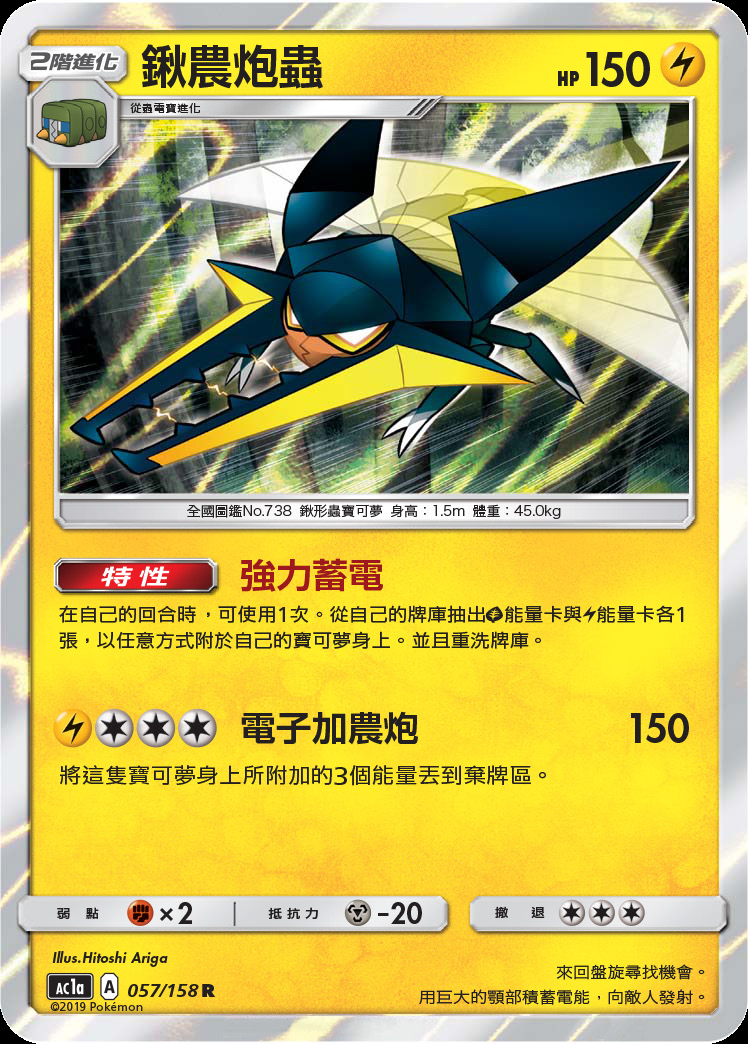 2階進化
鍬農炮蟲
HP 150
從蟲電寶進化
全國圖鑑No.738 鍬形蟲寶可夢 身高：1.5m 體重：45.0kg
特性 強力蓄電
在自己的回合時，可使用1次。從自己的牌庫抽出能量卡與能量卡各1
張，以任意方式附於自己的寶可夢身上。並且重洗牌庫。
電子加農炮 150
將這隻寶可夢身上所附加的3個能量丟到棄牌區。
弱點 ×2 抵抗力 -20 撤退
Illus.Hitoshi Ariga
AC1a A 057/158 R
©2019 Pokémon
來回盤旋尋找機會。
用巨大的顎部積蓄電能，向敵人發射。